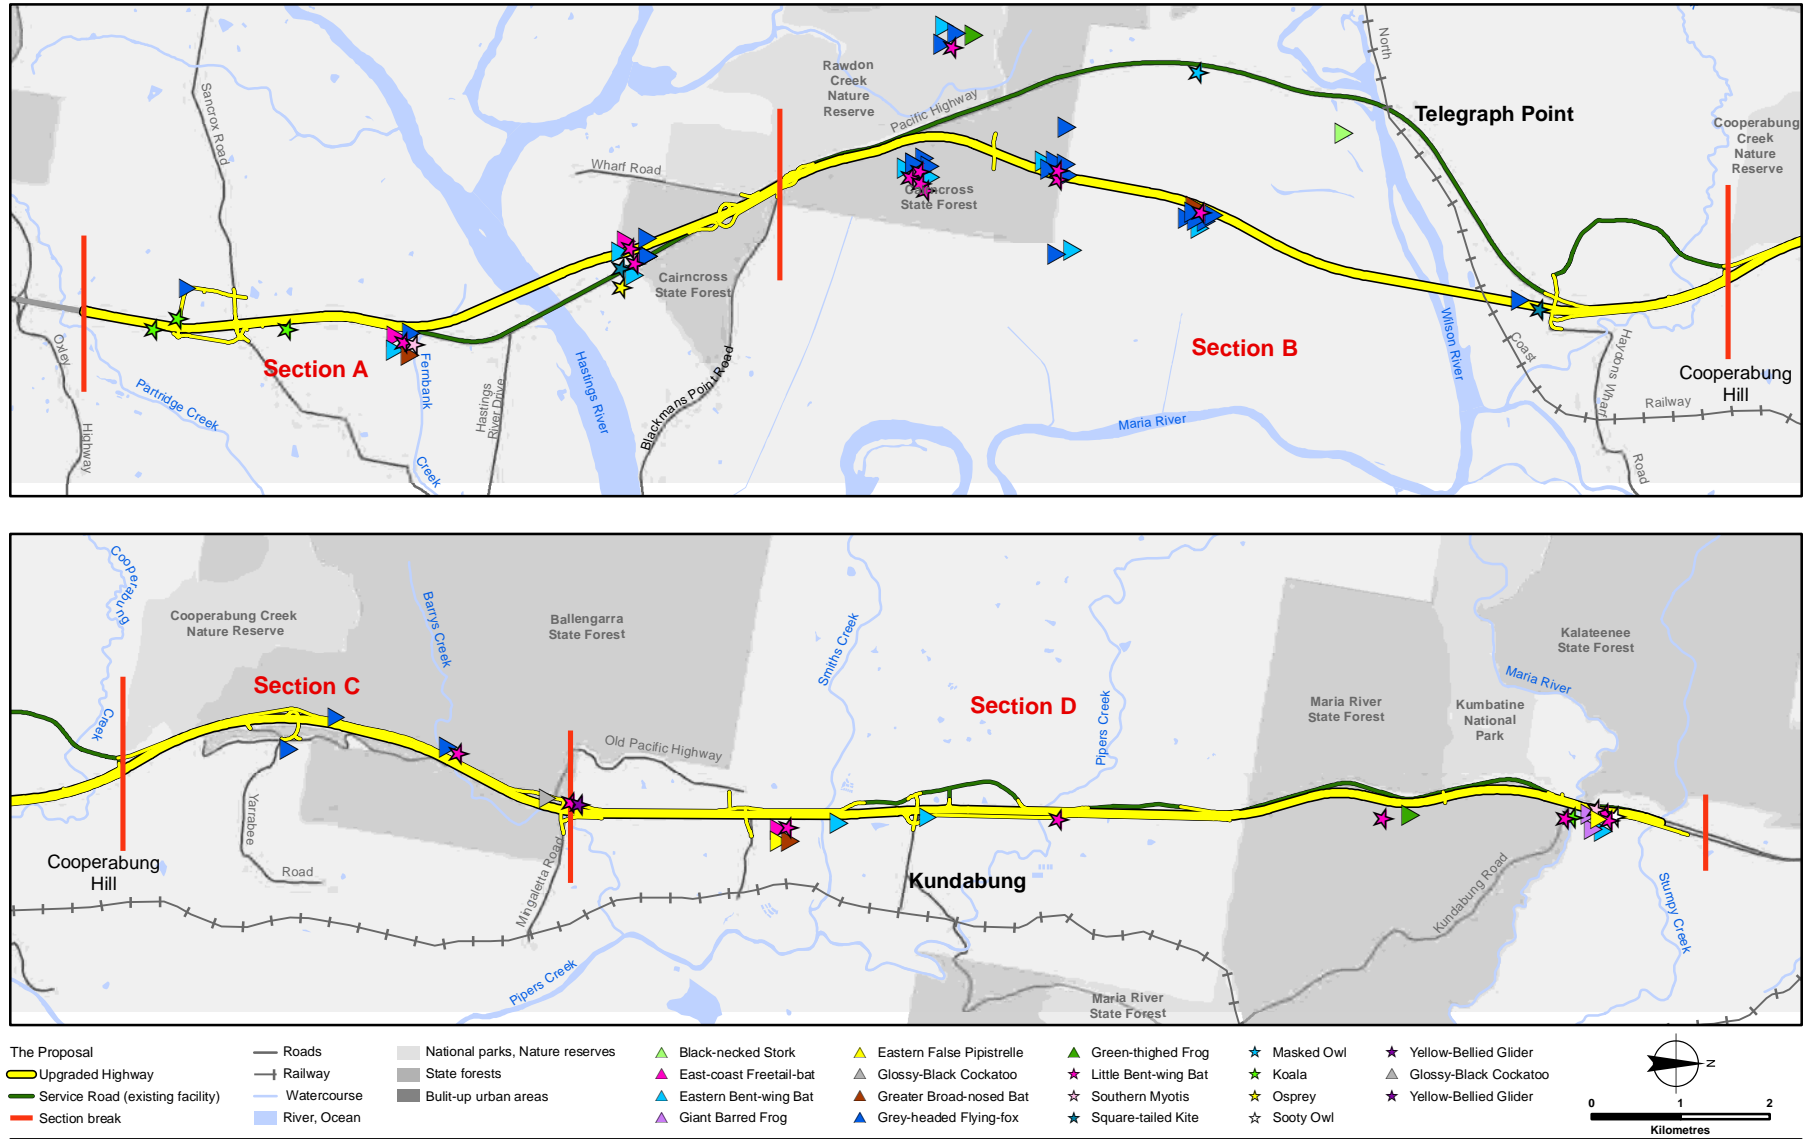 Rawdon
Creek
Nature
Reserve
North
Sancrox Road
Pacific Highway
Telegraph Point
Cooperabung
Creek
Nature
Reserve
Wharf Road
Cairncross
State Forest
Cairncross
State Forest
Oxley
Highway
Section A
Partridge Creek
Fernbank
Creek
Hastings
River Drive
Hastings River
Blackmans Point Road
Section B
Maria River
Wilson River
Coast
Railway
Haydons Wharf
Road
Cooperabung
Hill
Cooperabung
Creek
Cooperabung Creek
Nature Reserve
Barrys Creek
Ballengarra
State Forest
Smiths Creek
Section C
Section D
Pipers Creek
Maria River
State Forest
Kumbatine
National
Park
Kalateenee
State Forest
Maria River
Old Pacific Highway
Yarrabee
Road
Cooperabung
Hill
Mingaletta Road
Kundabung
Kundabung Road
Stumpy Creek
Pipers Creek
Maria River
State Forest
The Proposal
Upgraded Highway
Service Road (existing facility)
Section break
Roads
Railway
Watercourse
River, Ocean
National parks, Nature reserves
State forests
Bulit-up urban areas
Black-necked Stork
East-coast Freetail-bat
Eastern Bent-wing Bat
Giant Barred Frog
Eastern False Pipistrelle
Glossy-Black Cockatoo
Greater Broad-nosed Bat
Grey-headed Flying-fox
Green-thighed Frog
Little Bent-wing Bat
Southern Myotis
Square-tailed Kite
Masked Owl
Koala
Osprey
Sooty Owl
Yellow-Bellied Glider
Glossy-Black Cockatoo
Yellow-Bellied Glider
N
0 1 2
Kilometres